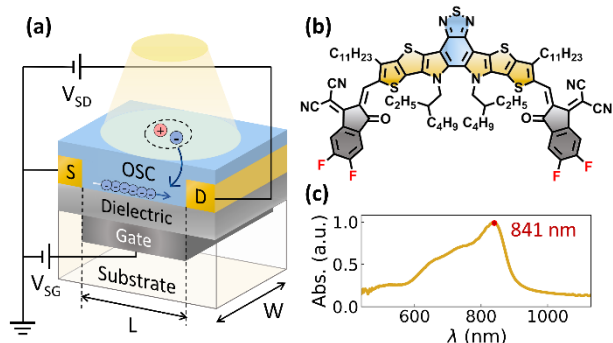 (a)
V_SD
OSC
S
D
Dielectric
Gate
V_SG
Substrate
L
W
+
-
(b)
S
N N
C₁₁H₂₃ S S C₁₁H₂₃
S N N S
NC CN
C₂H₅ C₂H₅
C₄H₉ C₄H₉
O O
CN
CN
F
F
F
F
(c)
841 nm
Abs. (a.u.)
1.0
0.5
0.0
600 800 1000
λ (nm)